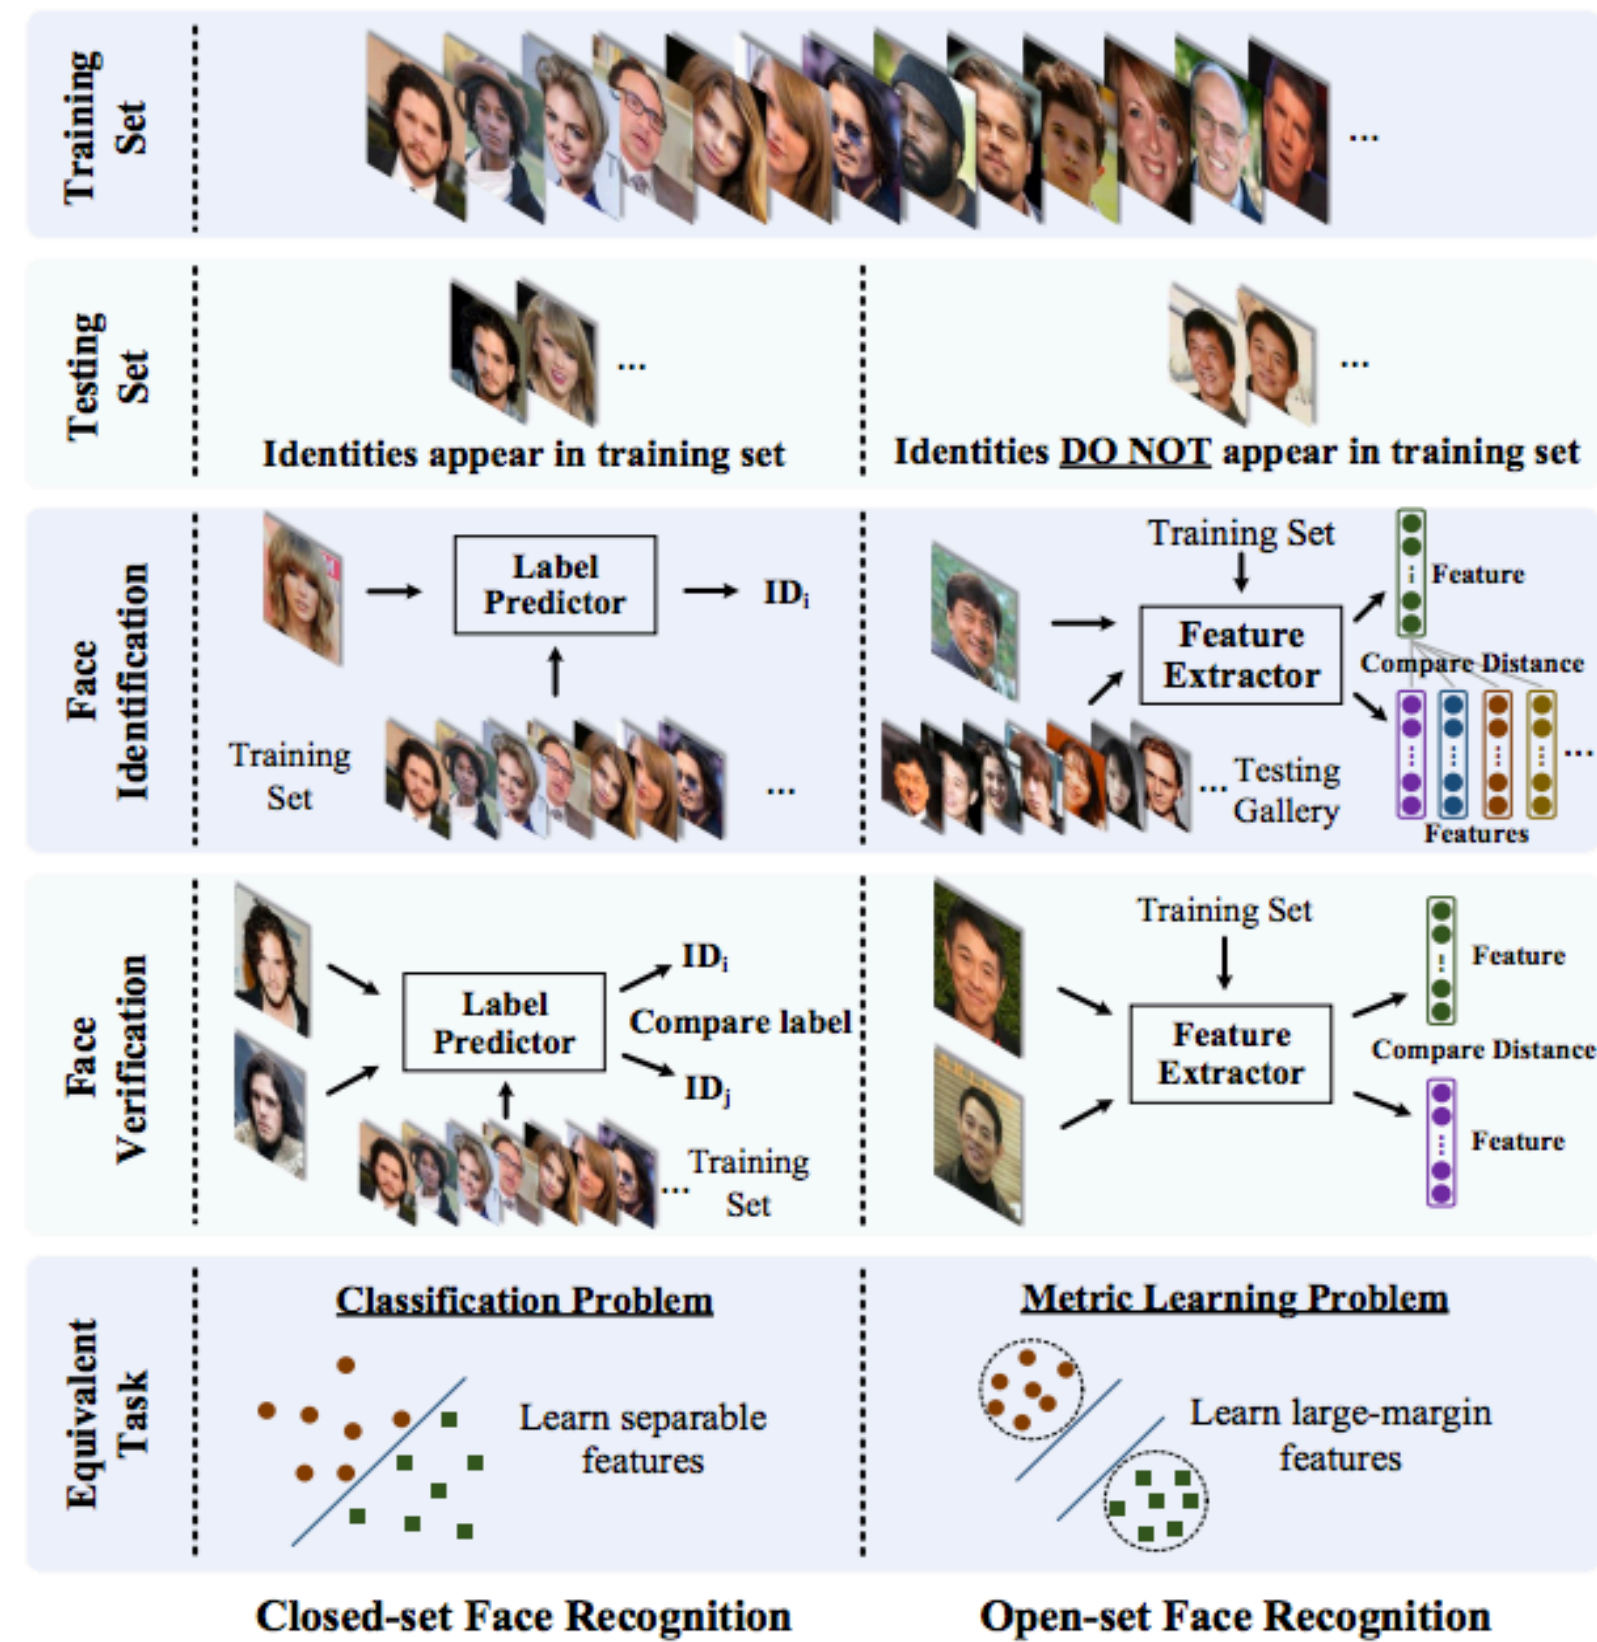 Training
Set
...
Testing
Set
...
Identities appear in training set
...
Identities DO NOT appear in training set
Face
Identification
Label
Predictor
IDi
Training
Set
...
Training Set
Feature
Extractor
Feature
Compare Distance
... Testing
Gallery
...
Features
Face
Verification
Label
Predictor
IDi
Compare label
IDj
... Training
Set
Training Set
Feature
Extractor
Feature
Compare Distance
Feature
Equivalent
Task
Classification Problem
Learn separable
features
Metric Learning Problem
Learn large-margin
features
Closed-set Face Recognition
Open-set Face Recognition